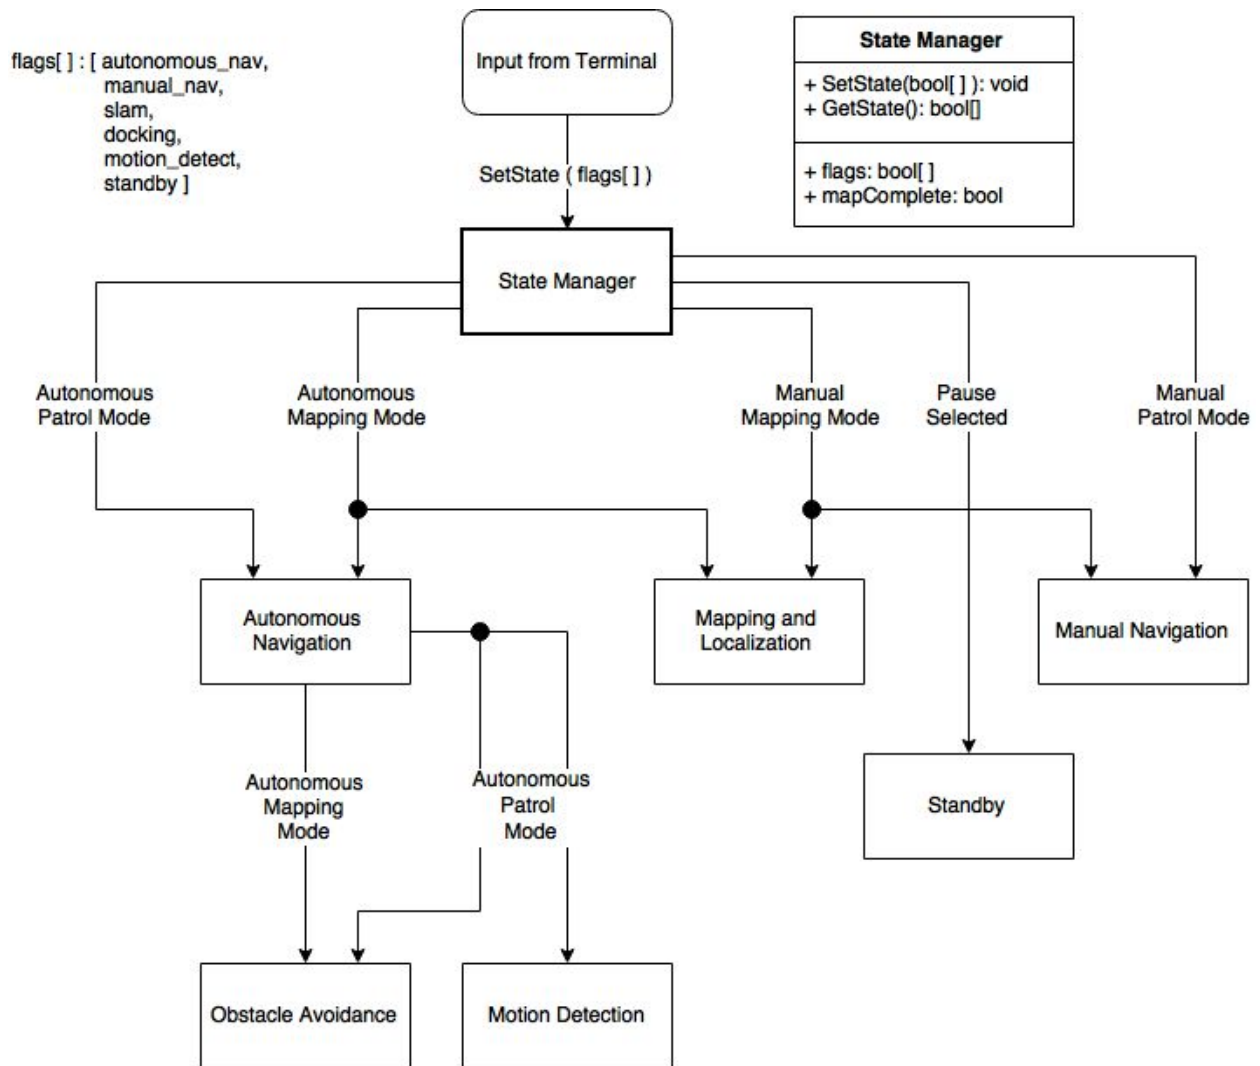 flags[ ] : [ autonomous_nav,
manual_nav,
slam,
docking,
motion_detect,
standby ]
Input from Terminal
State Manager
+ SetState(bool[ ] ): void
+ GetState(): bool[]
+ flags: bool[ ]
+ mapComplete: bool
SetState ( flags[ ] )
State Manager
Autonomous
Patrol Mode
Autonomous
Mapping Mode
Manual
Mapping Mode
Pause
Selected
Manual
Patrol Mode
Autonomous
Navigation
Mapping and
Localization
Manual Navigation
Autonomous
Mapping
Mode
Autonomous
Patrol
Mode
Standby
Obstacle Avoidance
Motion Detection